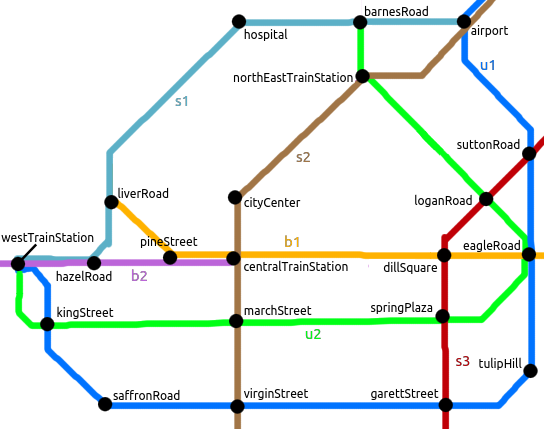 barnesRoad
hospital
airport
u1
northEastTrainStation
s1
suttonRoad
s2
liverRoad
cityCenter
loganRoad
westTrainStation
pineStreet
b1
eagleRoad
hazelRoad
b2
centralTrainStation
dillSquare
kingStreet
marchStreet
springPlaza
u2
s3
tulipHill
saffronRoad
virginStreet
garettStreet